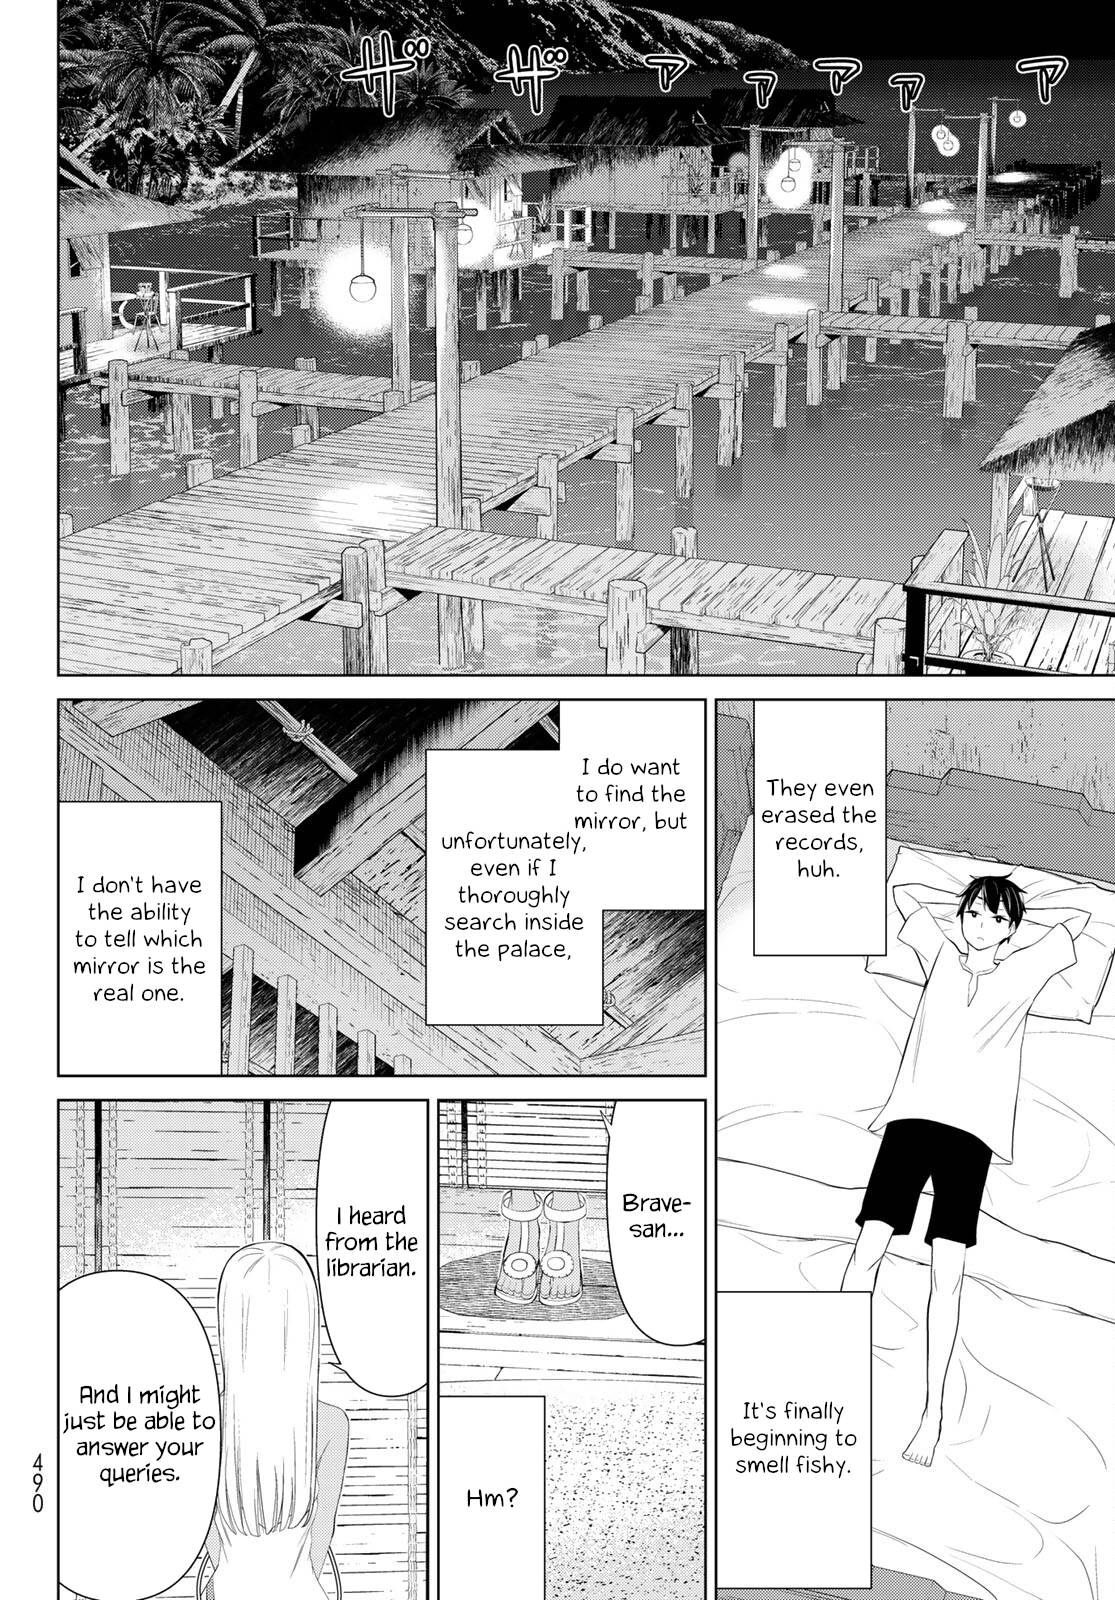 ザァ
ザァ
ア
ア
ア
ア
ア
They even
erased the
records,
huh.
It's finally
beginning to
smell fishy.
I do want
to find the
mirror, but
unfortunately,
even if I
thoroughly
search inside
the palace,
I don't have
the ability
to tell which
mirror is the
real one.
Brave-
san...
Hm?
I heard
from the
librarian.
And I might
just be able to
answer your
queries.
490